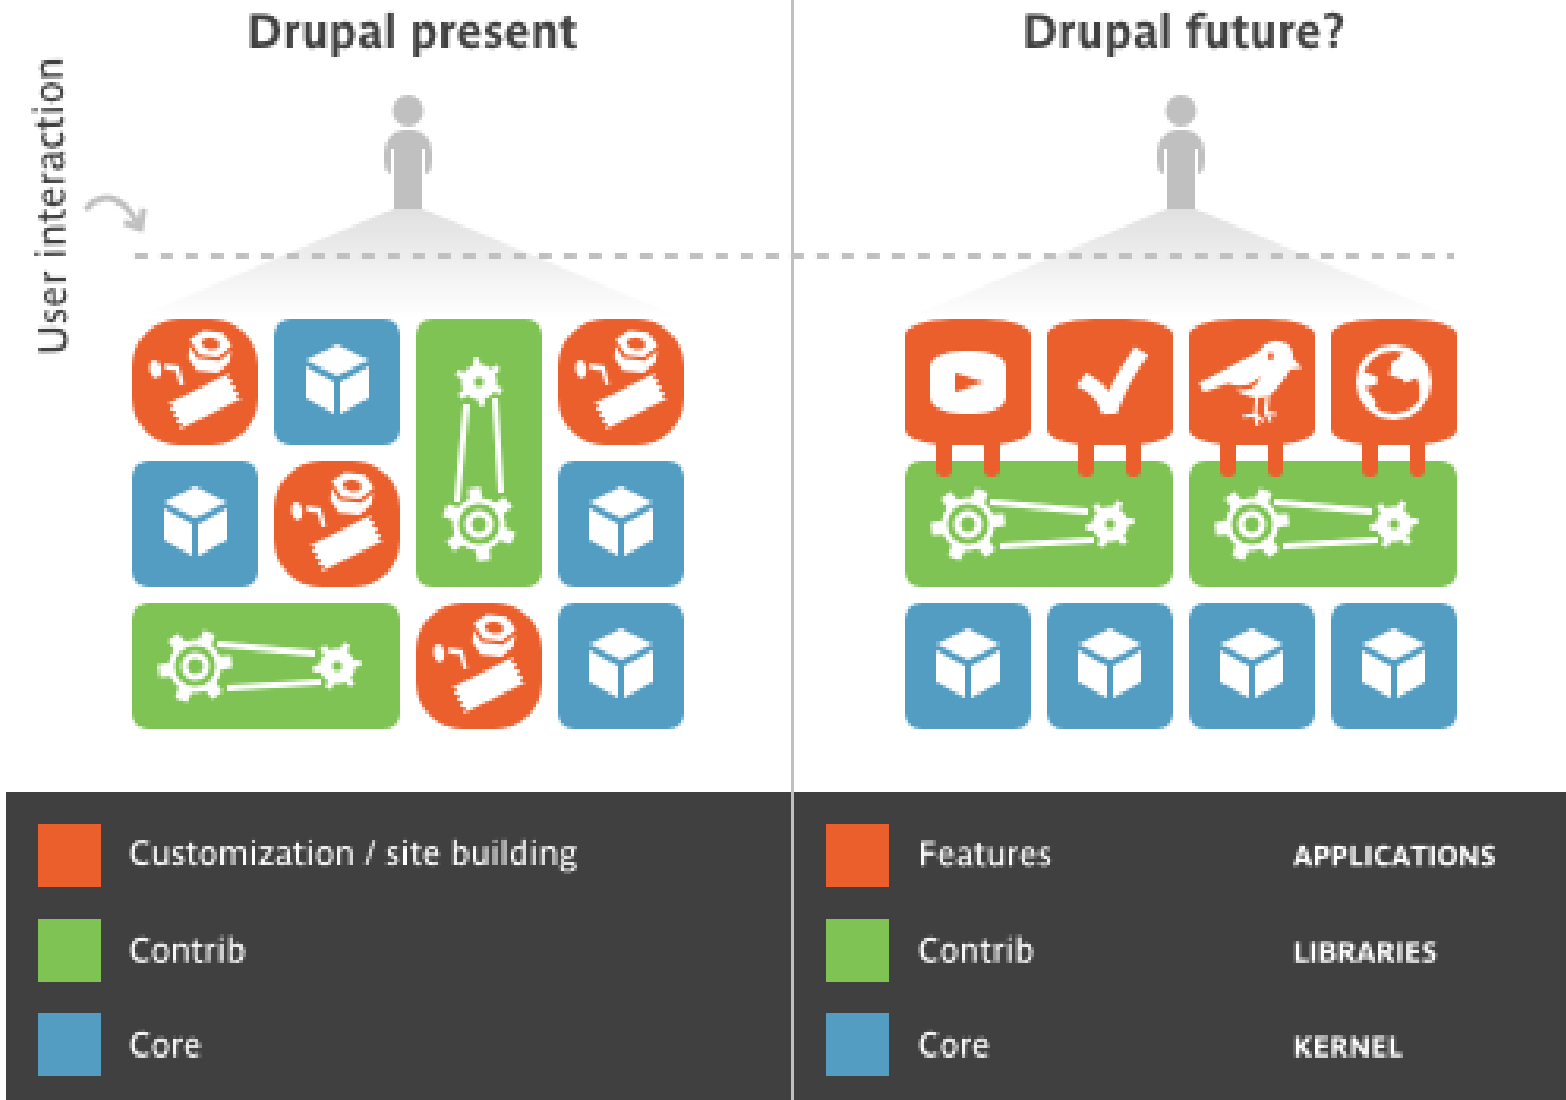 Drupal present
Drupal future?
User interaction
Customization / site building
Contrib
Core
Features APPLICATIONS
Contrib LIBRARIES
Core KERNEL